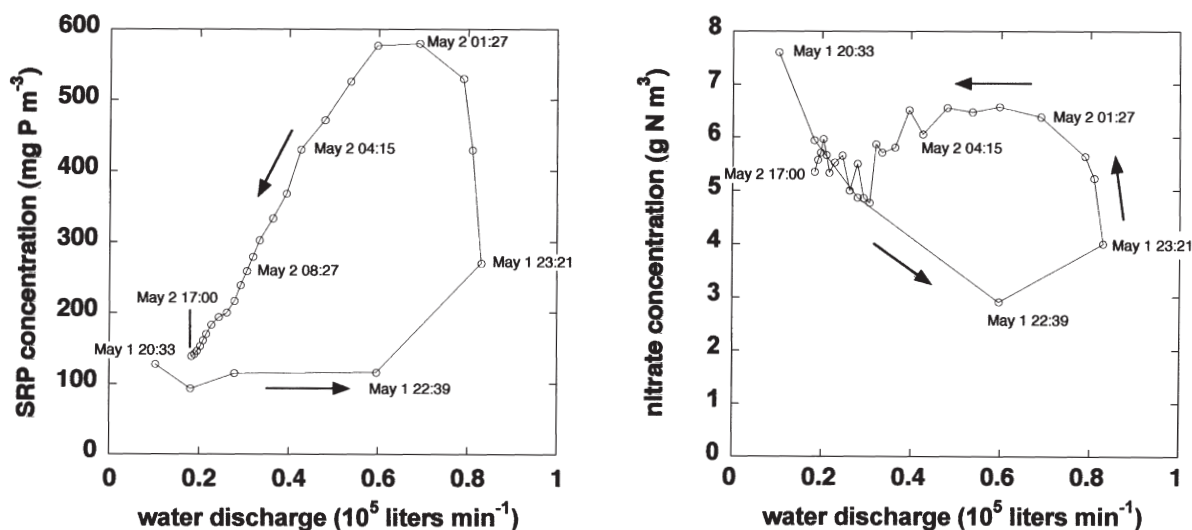 SRP concentration (mg P m-3)
600
500
400
300
200
100
0
May 2 01:27
May 2 04:15
May 2 08:27
May 2 17:00
May 1 20:33
May 1 23:21
May 1 22:39
0
0.2
0.4
0.6
0.8
1
water discharge (105 liters min-1)
nitrate concentration (g N m3)
8
7
6
5
4
3
2
1
0
May 1 20:33
May 2 01:27
May 2 04:15
May 2 17:00
May 1 23:21
May 1 22:39
0
0.2
0.4
0.6
0.8
1
water discharge (105 liters min-1)